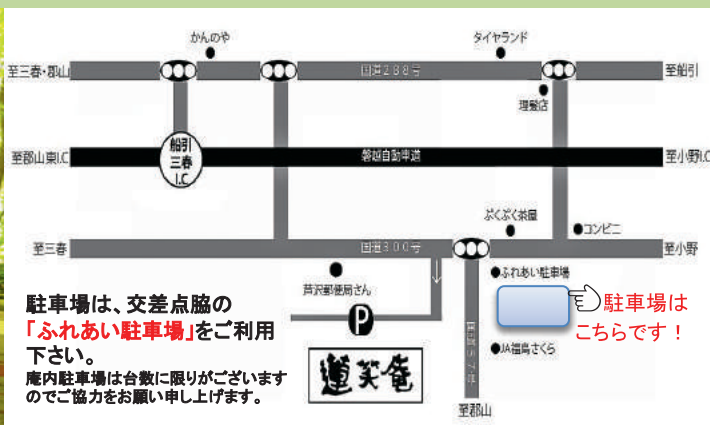 かんのや
タイヤランド
至三春・郡山
国道288号
至船引
理髪店
至郡山東I.C
船引
三春
I.C
磐越自動車道
至小野I.C
ぷくぷく茶屋
コンビニ
至三春
国道300号
至小野
芦沢郵便局さん
ふれあい駐車場
P
駐車場は
こちらです！
JA福島さくら
蓮笑庵
至郡山
駐車場は、交差点脇の
「ふれあい駐車場」をご利用
下さい。
庵内駐車場は台数に限りがございます
のでご協力をお願い申し上げます。